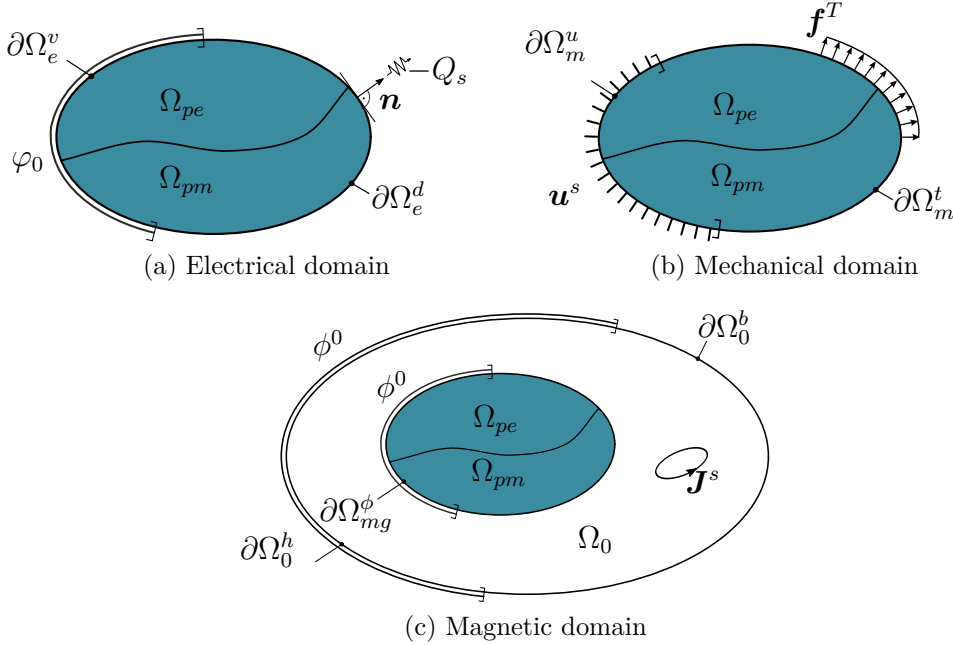 ∂Ω_e^v
Ω_pe
Ω_pm
φ_0
Q_s
n
∂Ω_e^d
(a) Electrical domain
∂Ω_m^u
f^T
Ω_pe
Ω_pm
u^s
∂Ω_m^t
(b) Mechanical domain
ϕ^0
∂Ω_0^b
ϕ^0
Ω_pe
Ω_pm
J^s
∂Ω_mg^ϕ
Ω_0
∂Ω_0^h
(c) Magnetic domain